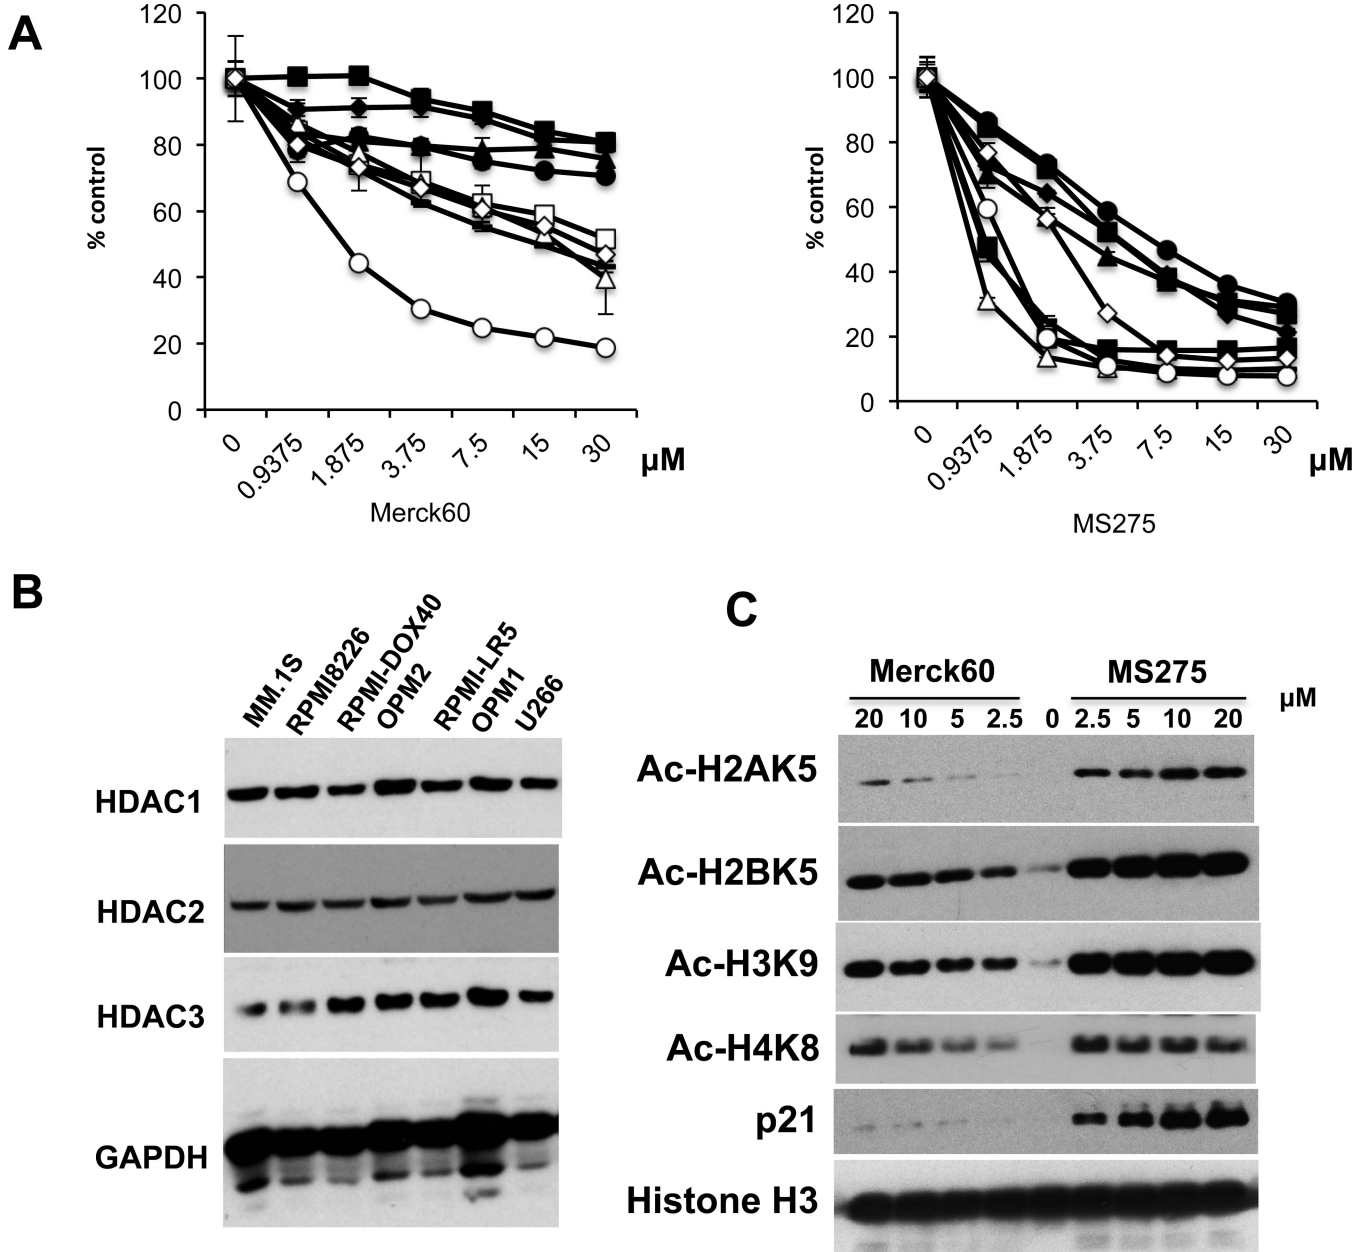 A
120
100
80
60
40
20
0
% control
0 0.9375 1.875 3.75 7.5 15 30 µM
Merck60
120
100
80
60
40
20
0
% control
0 0.9375 1.875 3.75 7.5 15 30 µM
MS275
B
MM.1S RPMI8226 RPMI-DOX40 OPM2 RPMI-LR5 OPM1 U266
HDAC1
HDAC2
HDAC3
GAPDH
C
Merck60 MS275 µM
20 10 5 2.5 0 2.5 5 10 20
Ac-H2AK5
Ac-H2BK5
Ac-H3K9
Ac-H4K8
p21
Histone H3